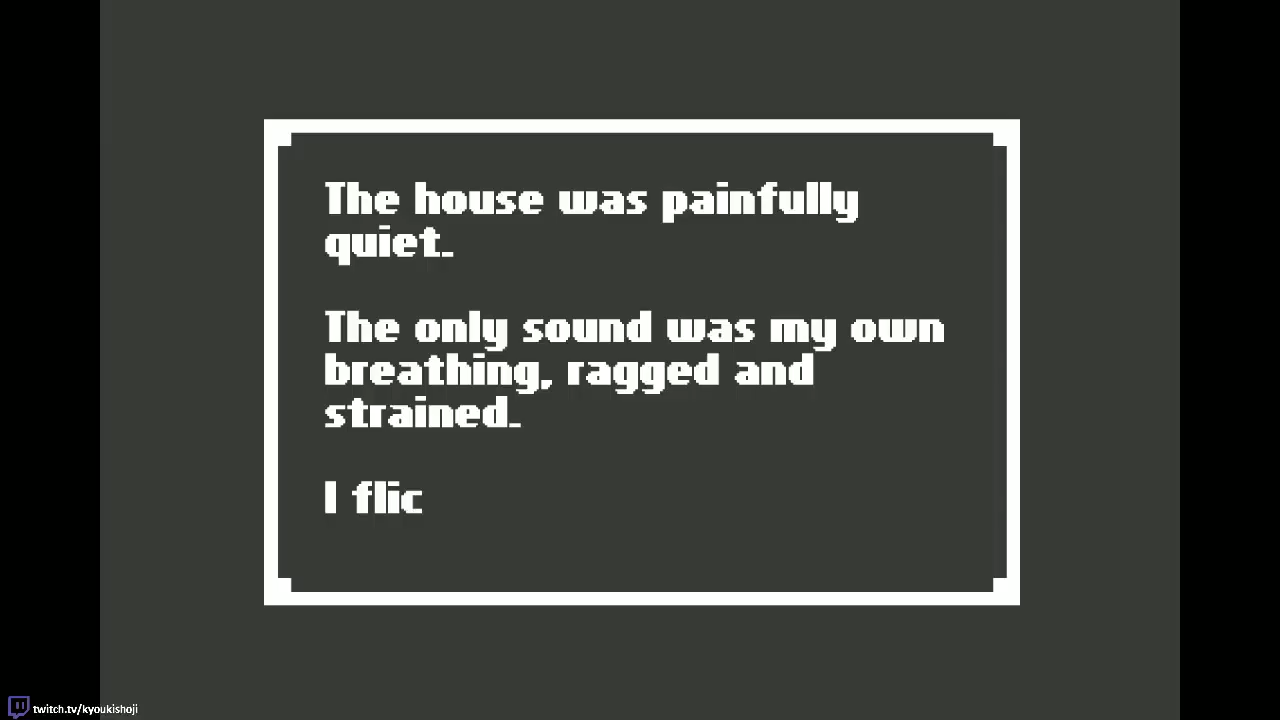 The house was painfully
quiet.
The only sound was my own
breathing, ragged and
strained.
I flic
twitch.tv/kyoukishoji